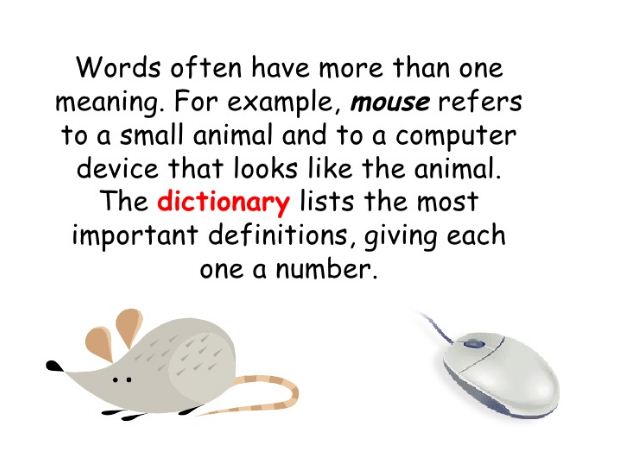 Words often have more than one
meaning. For example, mouse refers
to a small animal and to a computer
device that looks like the animal.
The dictionary lists the most
important definitions, giving each
one a number.